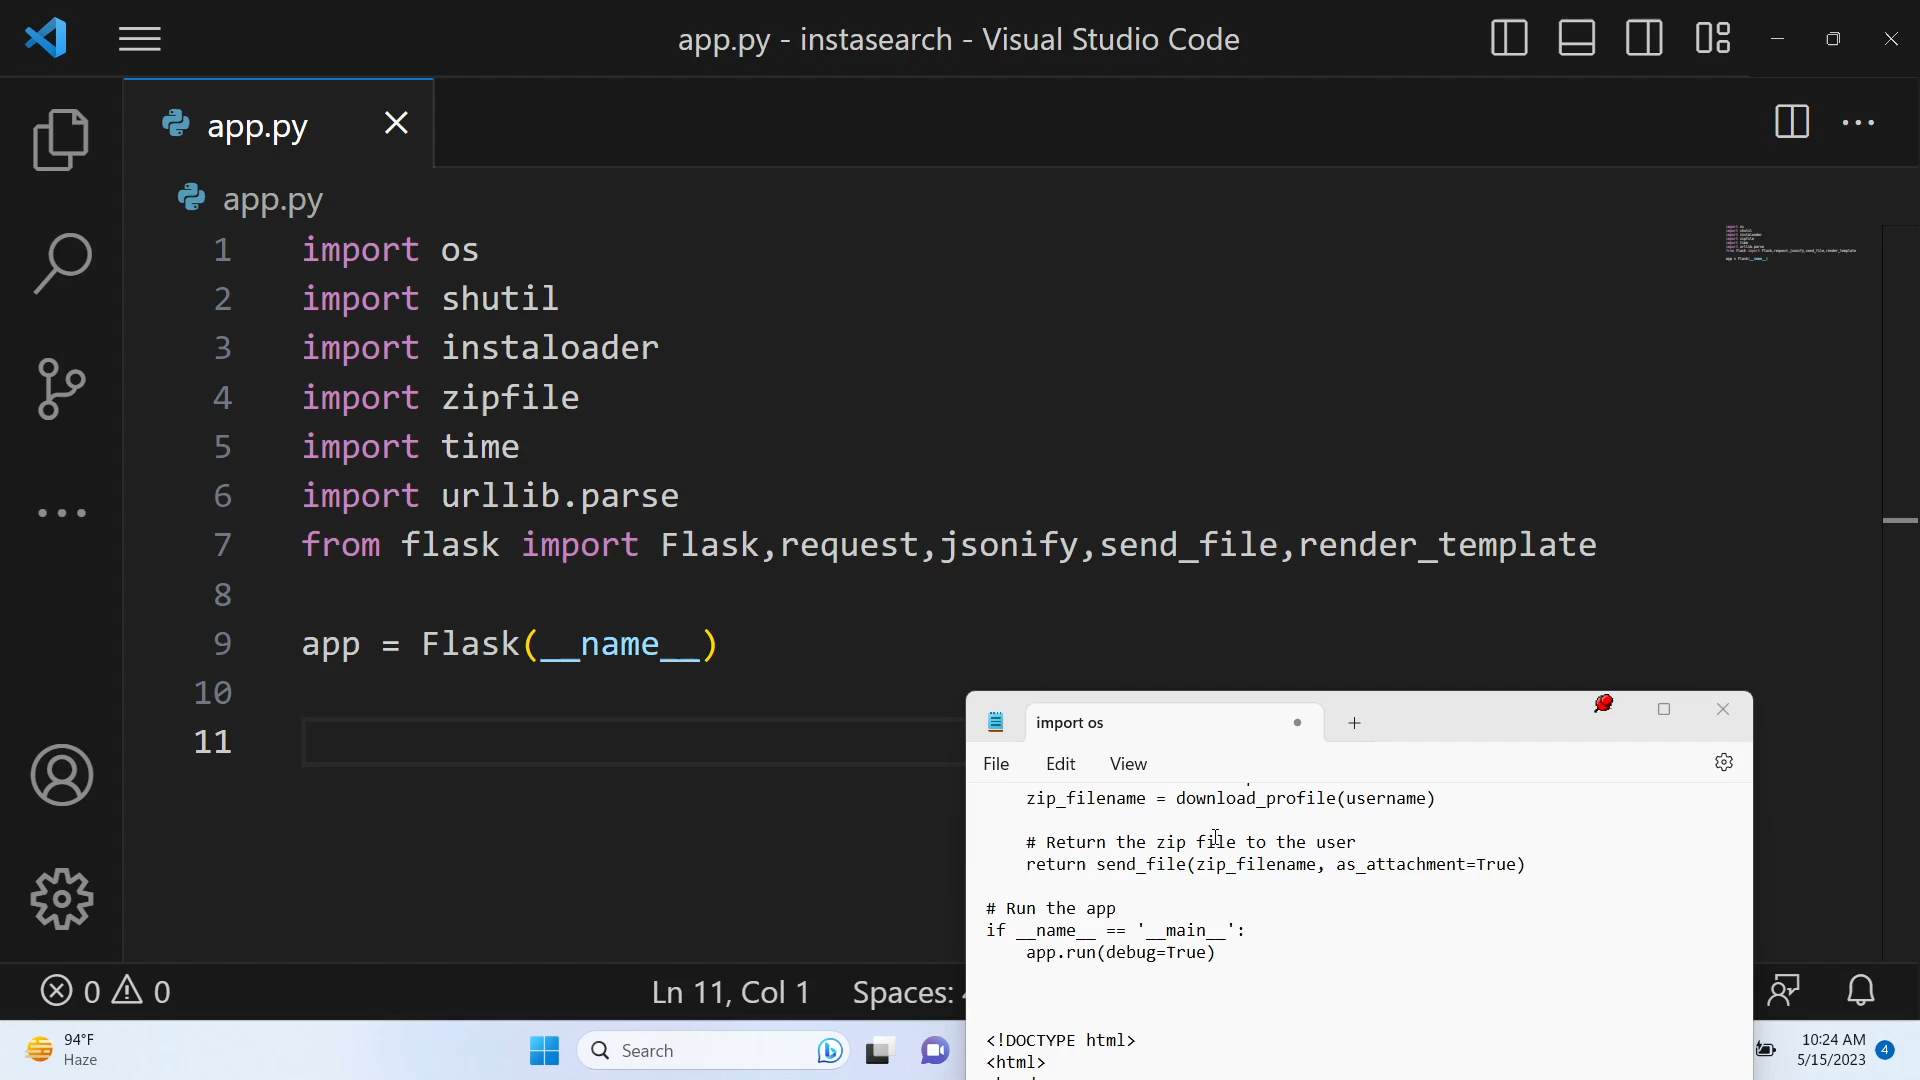 app.py - instasearch - Visual Studio Code
app.py
app.py
1 import os
2 import shutil
3 import instaloader
4 import zipfile
5 import time
6 import urllib.parse
7 from flask import Flask,request,jsonify,send_file,render_template
8
9 app = Flask(__name__)
10
11
import os
File Edit View
zip_filename = download_profile(username)
# Return the zip file to the user
return send_file(zip_filename, as_attachment=True)
# Run the app
if __name__ == '__main__':
app.run(debug=True)
<!DOCTYPE html>
<html>
0 0 Ln 11, Col 1 Spaces:
94°F
Haze
Search
10:24 AM
5/15/2023
4